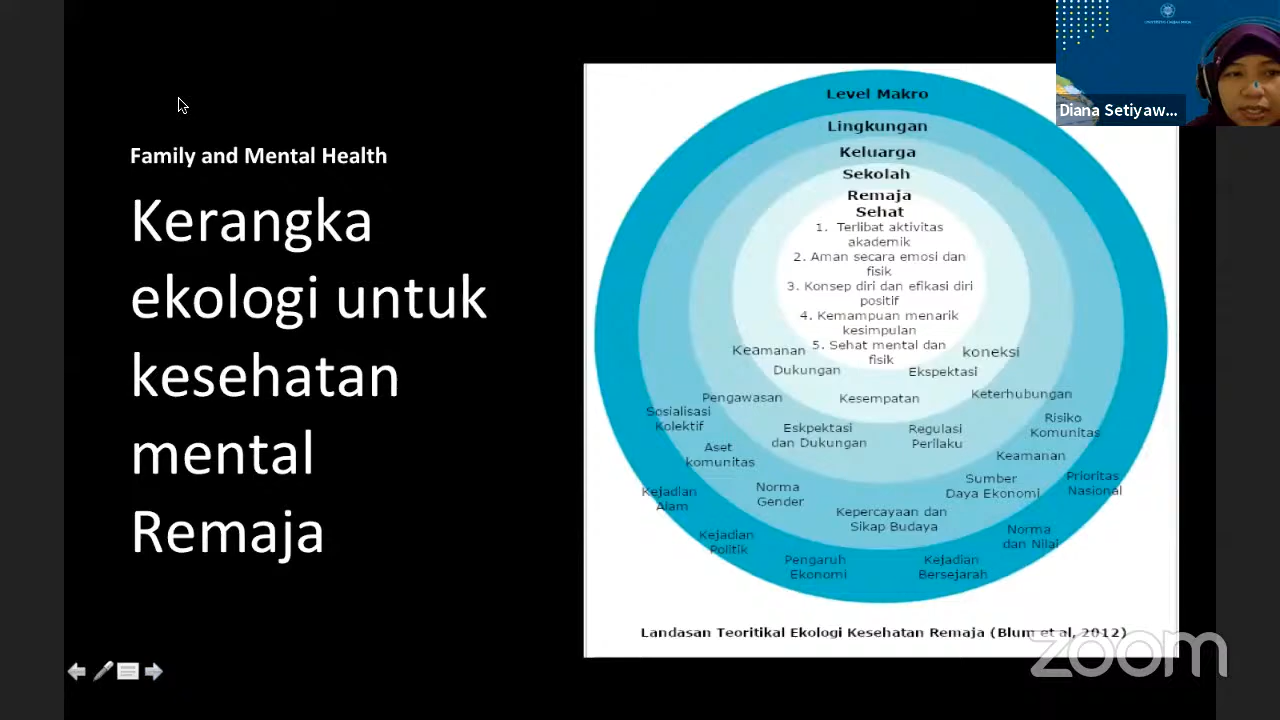 Family and Mental Health
Kerangka
ekologi untuk
kesehatan
mental
Remaja
Level Makro
Lingkungan
Keluarga
Sekolah
Remaja
Sehat
1. Terlibat aktivitas
akademik
2. Aman secara emosi dan
fisik
3. Konsep diri dan efikasi diri
positif
4. Kemampuan menarik
kesimpulan
5. Sehat mental dan
fisik
Keamanan
koneksi
Dukungan
Ekspektasi
Pengawasan
Kesempatan
Keterhubungan
Sosialisasi
Kolektif
Eskpektasi
dan Dukungan
Regulasi
Perilaku
Risiko
Komunitas
Aset
komunitas
Keamanan
Kejadian
Alam
Norma
Gender
Sumber
Daya Ekonomi
Prioritas
Nasional
Kepercayaan dan
Sikap Budaya
Kejadian
Politik
Norma
dan Nilai
Pengaruh
Ekonomi
Kejadian
Bersejarah
Landasan Teoritikal Ekologi Kesehatan Remaja (Blum et al, 2012)
Diana Setiyaw...
zoom